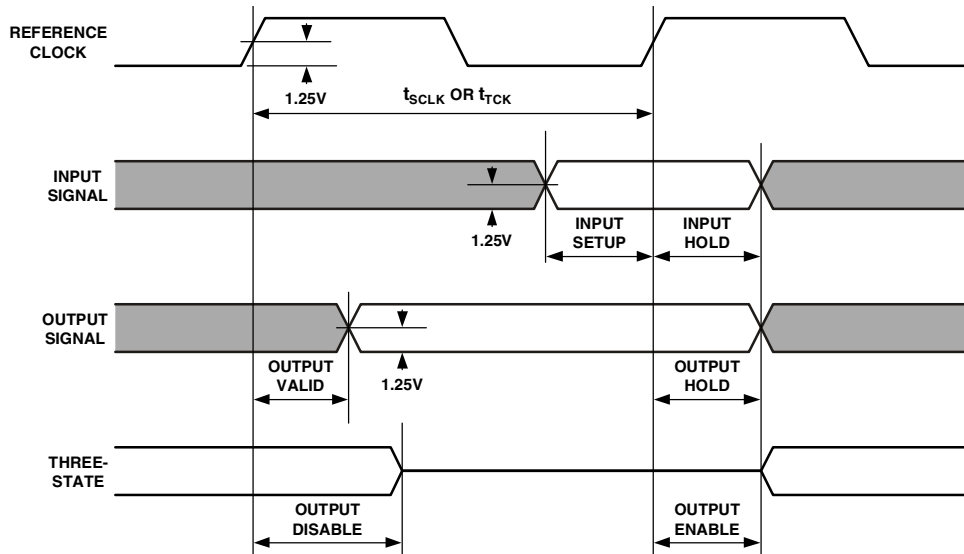 REFERENCE
CLOCK
1.25V
tSCLK OR tTCK
INPUT
SIGNAL
1.25V
INPUT
SETUP
INPUT
HOLD
OUTPUT
SIGNAL
OUTPUT
VALID
1.25V
OUTPUT
HOLD
THREE-
STATE
OUTPUT
DISABLE
OUTPUT
ENABLE